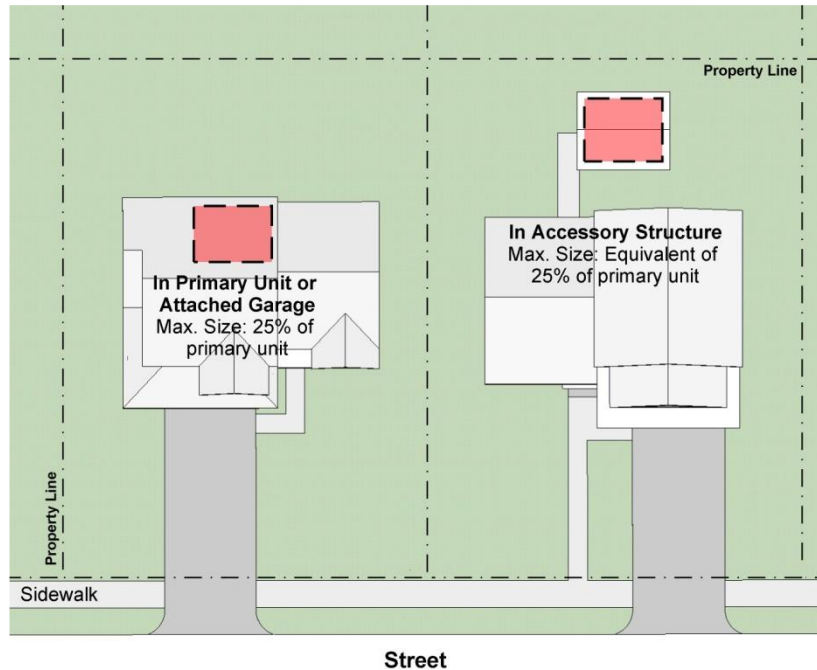 Property Line
In Accessory Structure
Max. Size: Equivalent of
25% of primary unit
In Primary Unit or
Attached Garage
Max. Size: 25% of
primary unit
Property Line
Sidewalk
Street